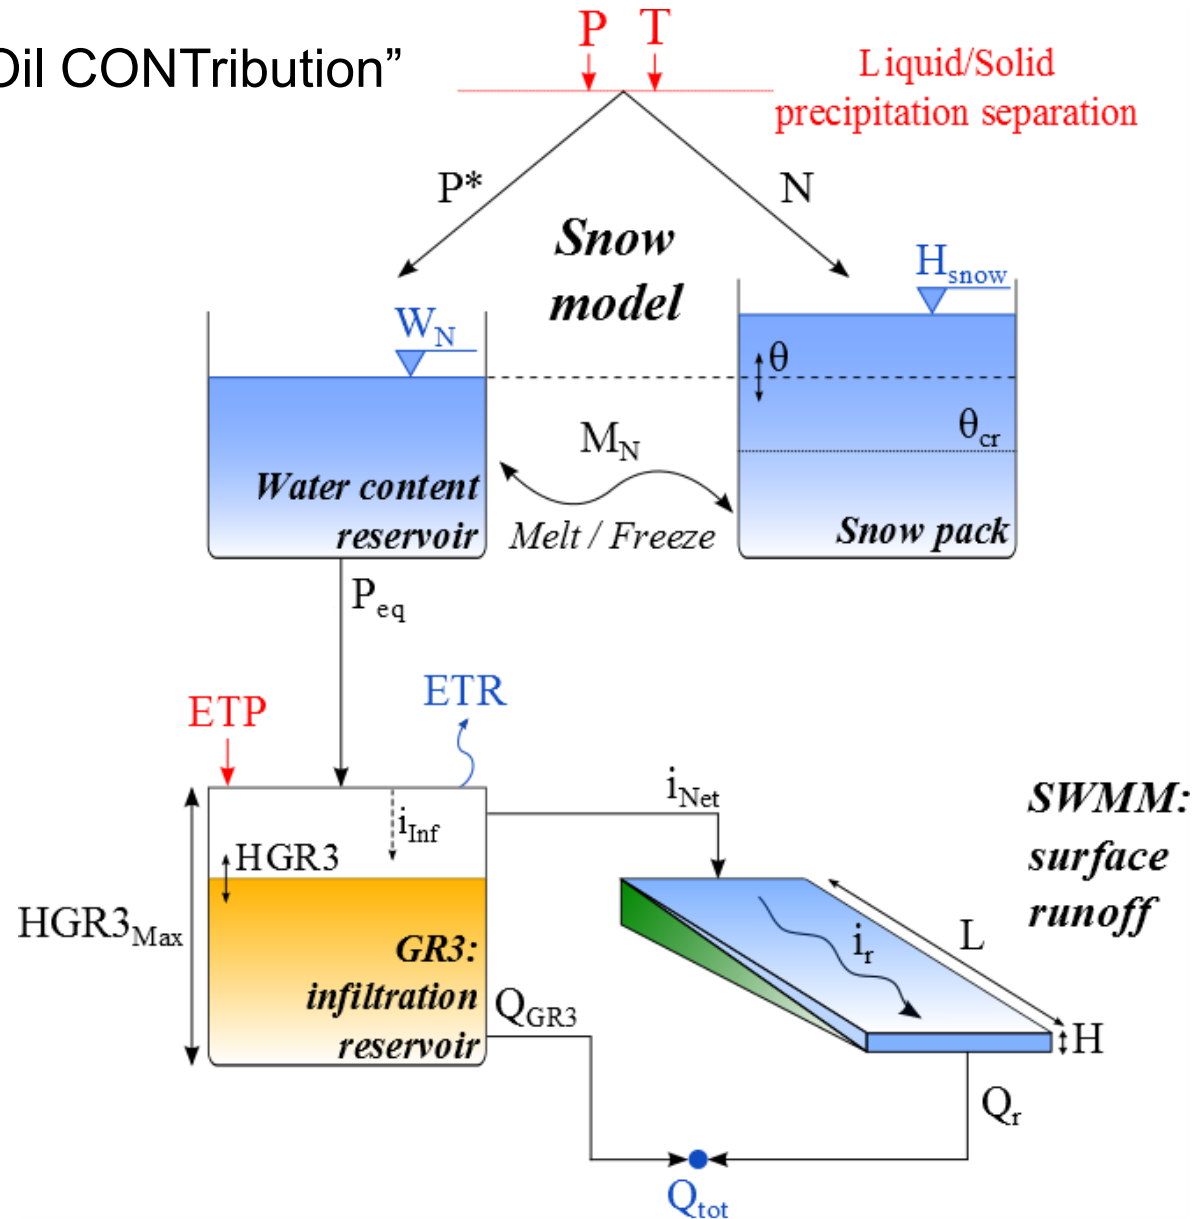 Oil CONTribution”
P T
Liquid/Solid
precipitation separation
P*
N
Snow
model
H_snow
W_N
θ
θ_cr
M_N
Water content
reservoir
Melt / Freeze
Snow pack
P_eq
ETP
ETR
i_Net
i_Inf
HGR3
HGR3_Max
GR3:
infiltration
reservoir
SWMM:
surface
runoff
i_r
L
H
Q_GR3
Q_r
Q_tot